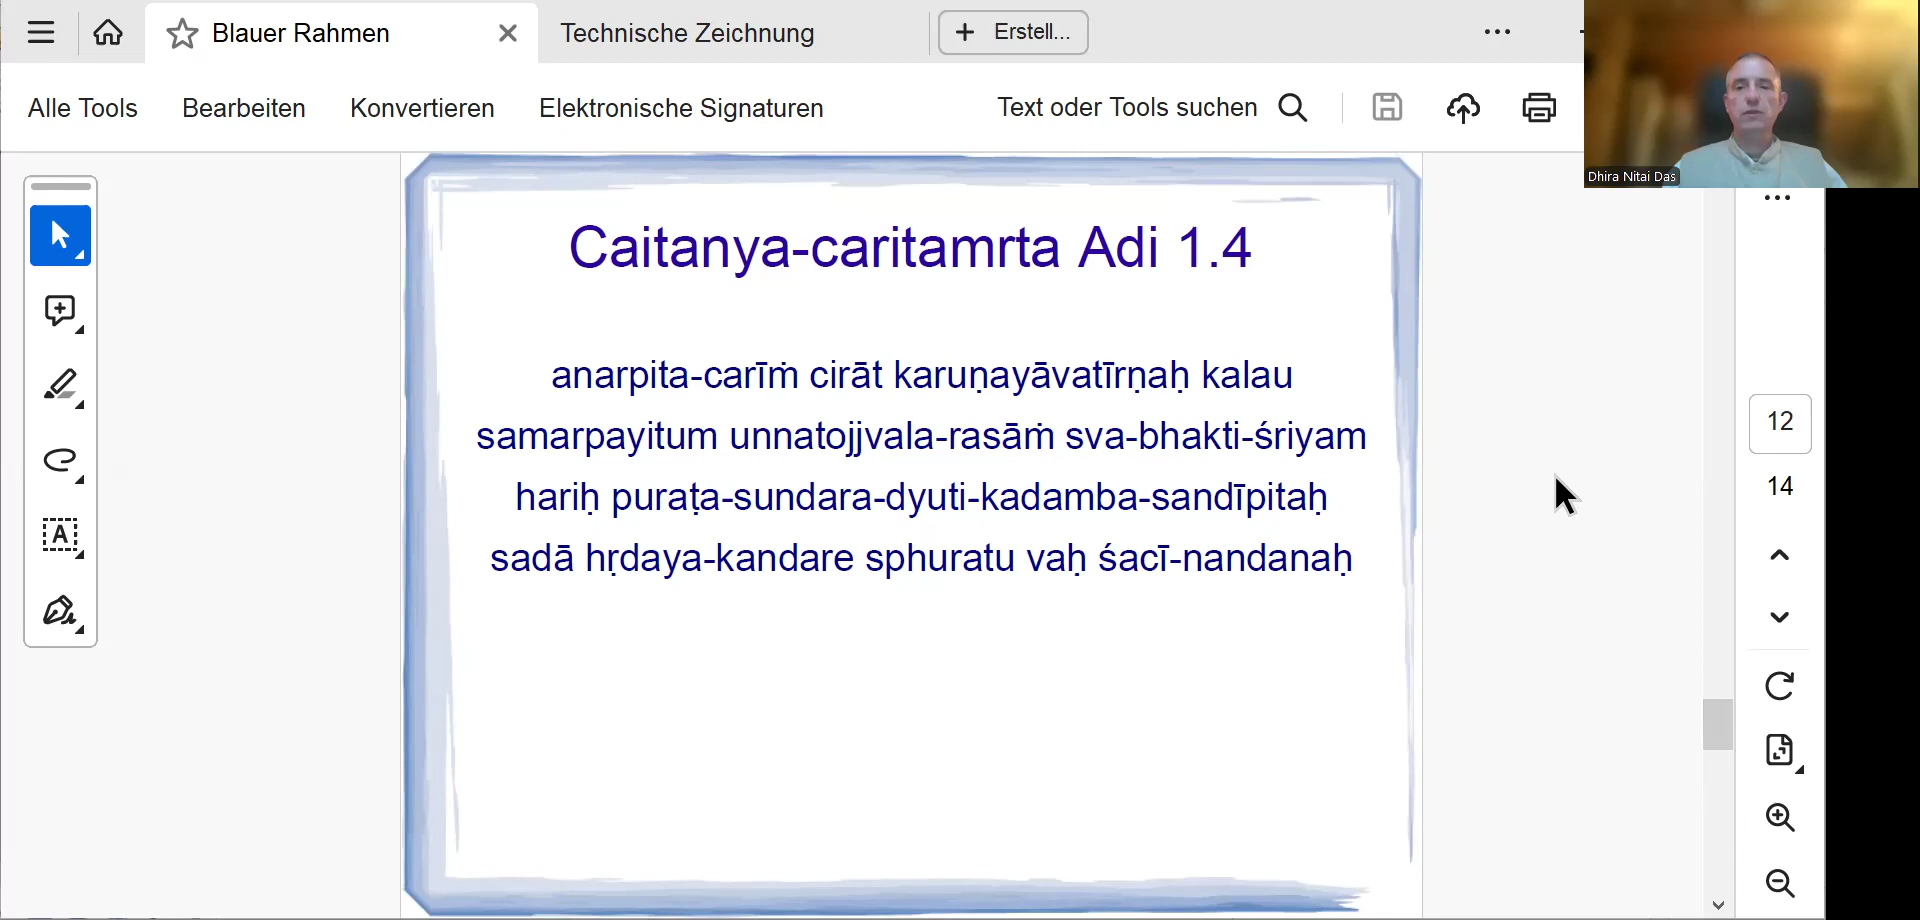 Blauer Rahmen
Technische Zeichnung
Erstell...
Alle Tools
Bearbeiten
Konvertieren
Elektronische Signaturen
Text oder Tools suchen
Dhira Nitai Das
Caitanya-caritamrta Adi 1.4
anarpita-carīṁ cirāt karuṇayāvatīrṇaḥ kalau
samarpayitum unnatojjvala-rasāṁ sva-bhakti-śriyam
hariḥ puraṭa-sundara-dyuti-kadamba-sandīpitaḥ
sadā hṛdaya-kandare sphuratu vaḥ śacī-nandanaḥ
12
14